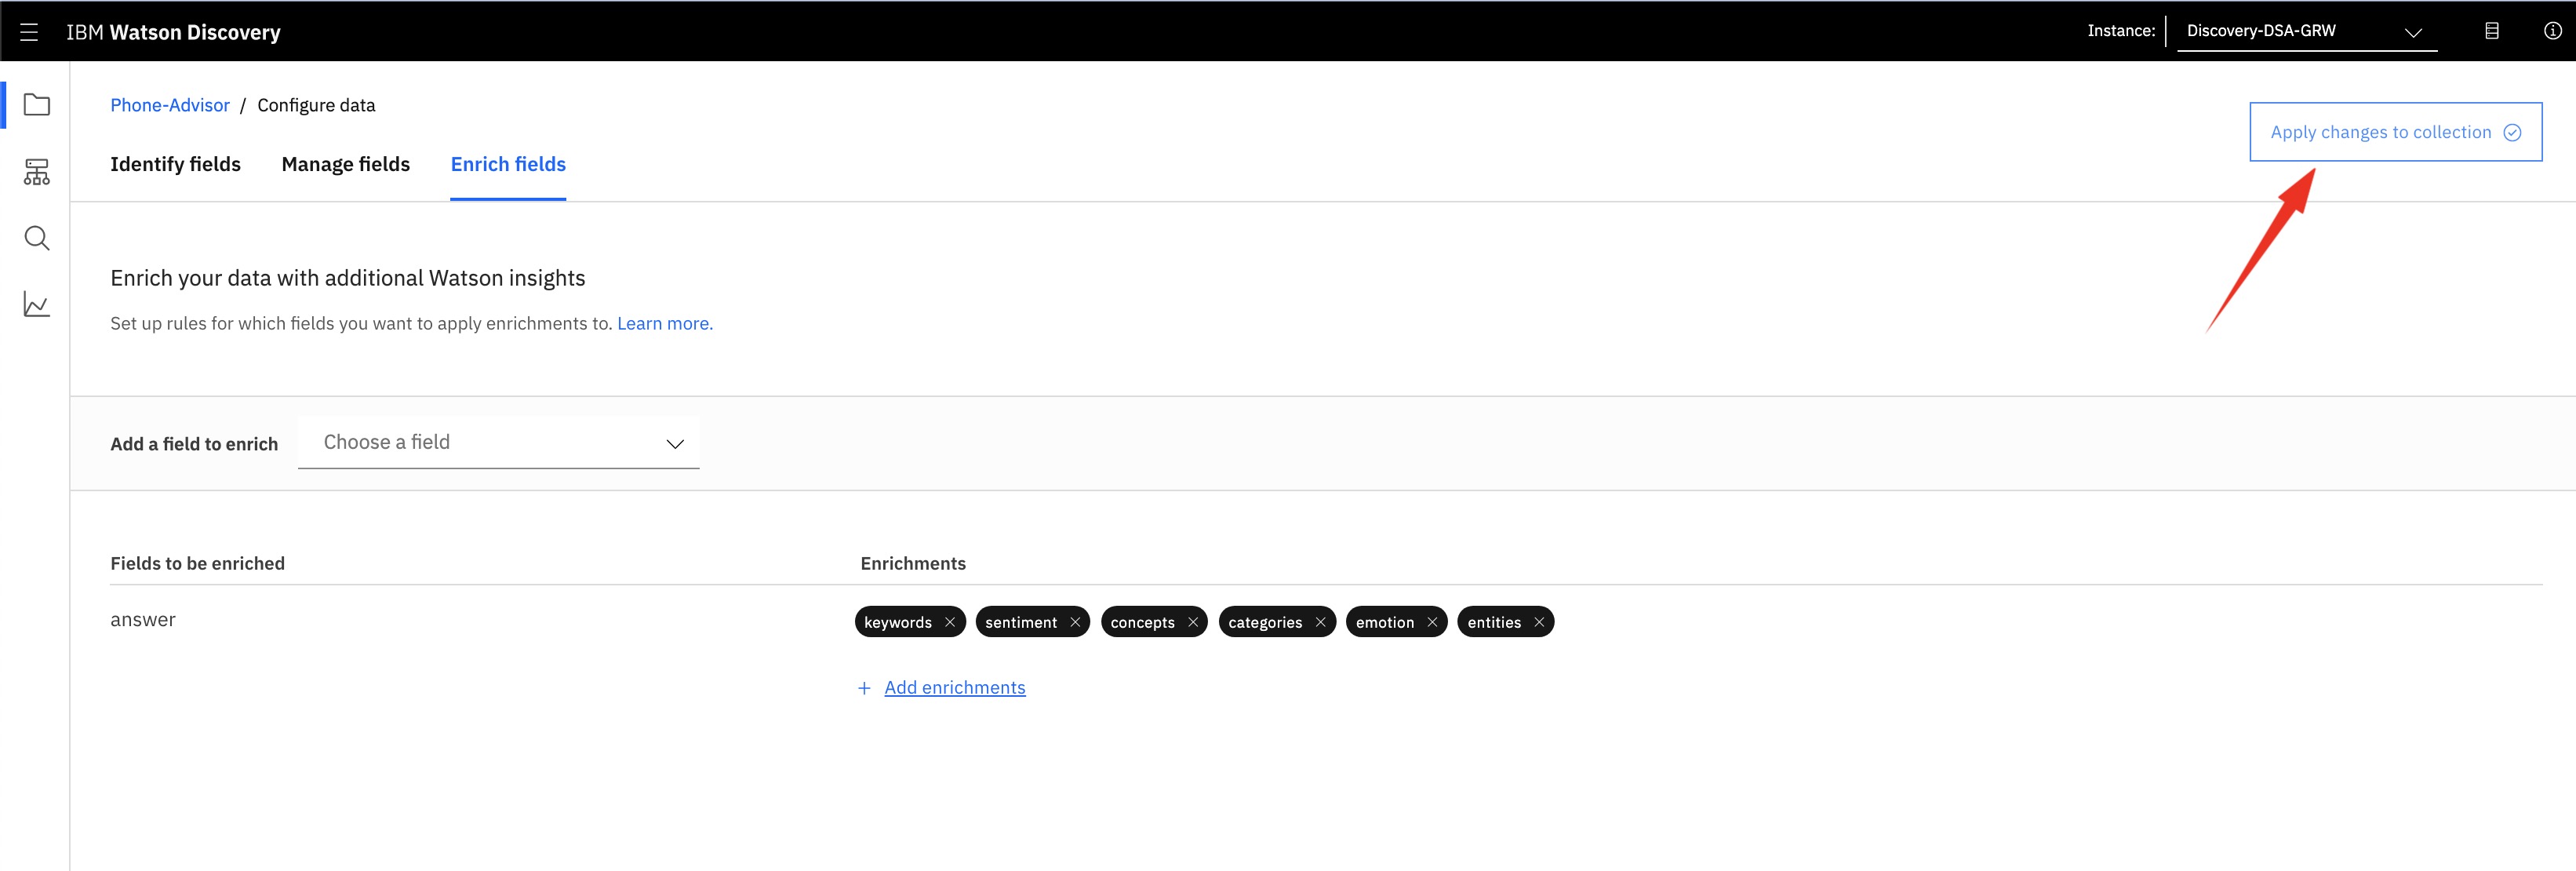 IBM Watson Discovery
Instance: Discovery-DSA-GRW
Phone-Advisor / Configure data
Apply changes to collection
Identify fields Manage fields Enrich fields
Enrich your data with additional Watson insights
Set up rules for which fields you want to apply enrichments to. Learn more.
Add a field to enrich Choose a field
Fields to be enriched Enrichments
answer keywords sentiment concepts categories emotion entities
+ Add enrichments